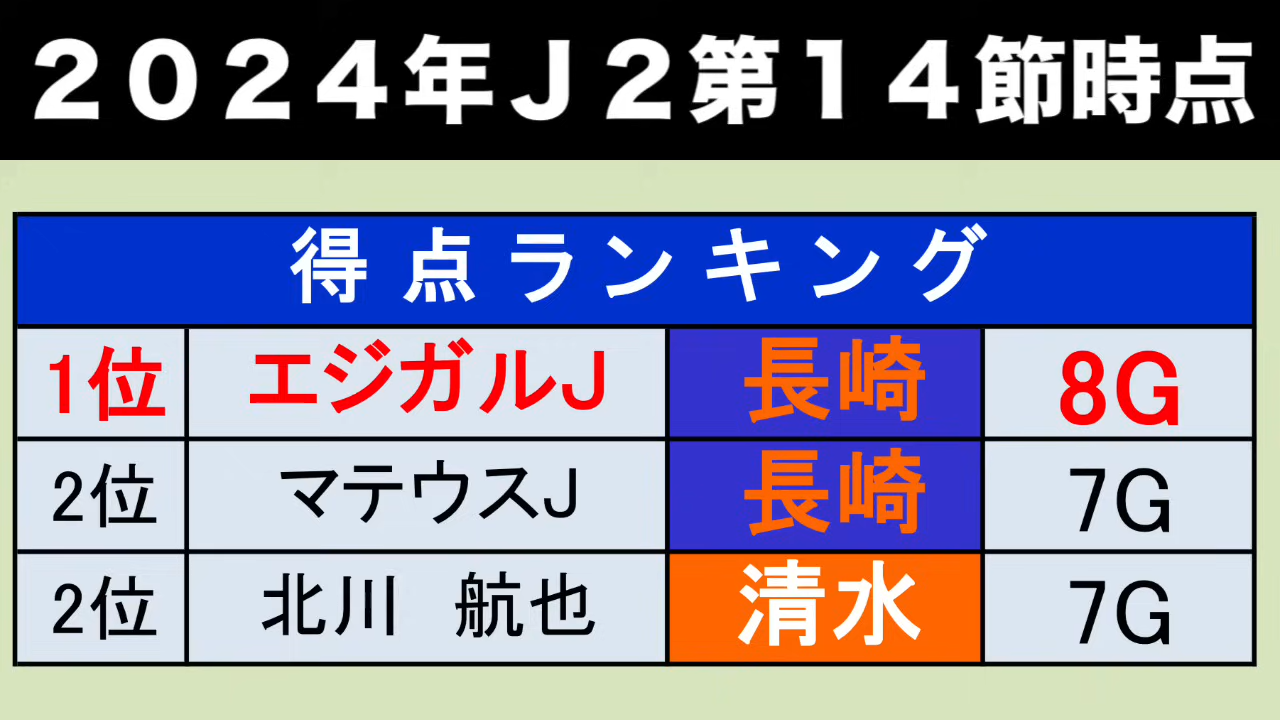 ２０２４年Ｊ２第１４節時点
得点ランキング
1位 エジガルJ 長崎 8G
2位 マテウスJ 長崎 7G
2位 北川　航也 清水 7G